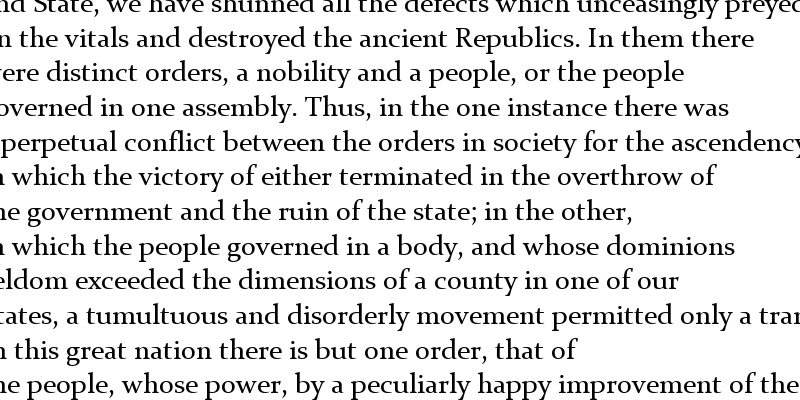 nd State, we have shunned all the defects which unceasingly preyed
n the vitals and destroyed the ancient Republics. In them there
ere distinct orders, a nobility and a people, or the people
overned in one assembly. Thus, in the one instance there was
perpetual conflict between the orders in society for the ascendency
n which the victory of either terminated in the overthrow of
he government and the ruin of the state; in the other,
n which the people governed in a body, and whose dominions
eldom exceeded the dimensions of a county in one of our
tates, a tumultuous and disorderly movement permitted only a tran
n this great nation there is but one order, that of
he people, whose power, by a peculiarly happy improvement of the